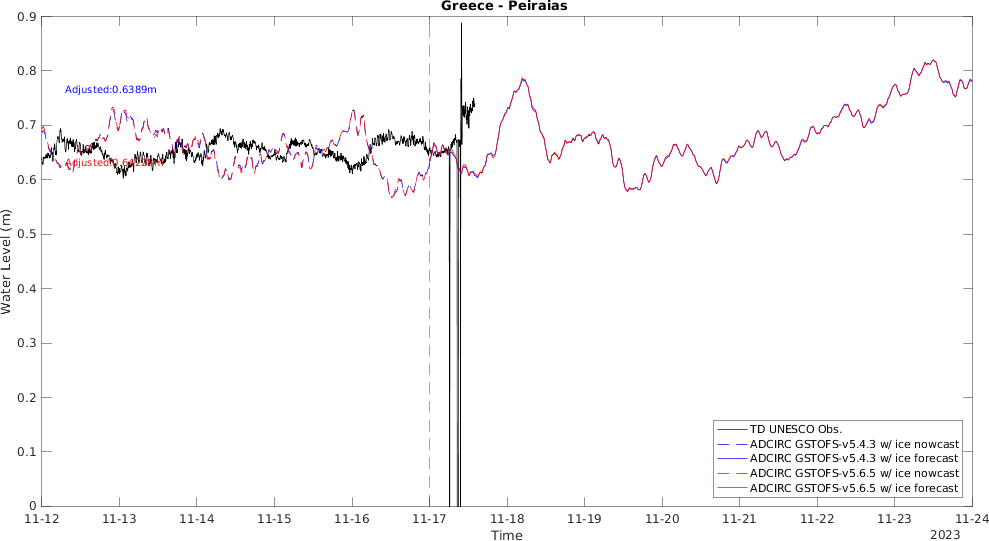 Greece - Peiraias
0.9
0.8
0.7
0.6
0.5
0.4
0.3
0.2
0.1
0
Water Level (m)
Adjusted:0.6389m
TD UNESCO Obs.
ADCIRC GSTOFS-v5.4.3 w/ ice nowcast
ADCIRC GSTOFS-v5.4.3 w/ ice forecast
ADCIRC GSTOFS-v5.6.5 w/ ice nowcast
ADCIRC GSTOFS-v5.6.5 w/ ice forecast
11-12 11-13 11-14 11-15 11-16 11-17 11-18 11-19 11-20 11-21 11-22 11-23 11-24
Time
2023